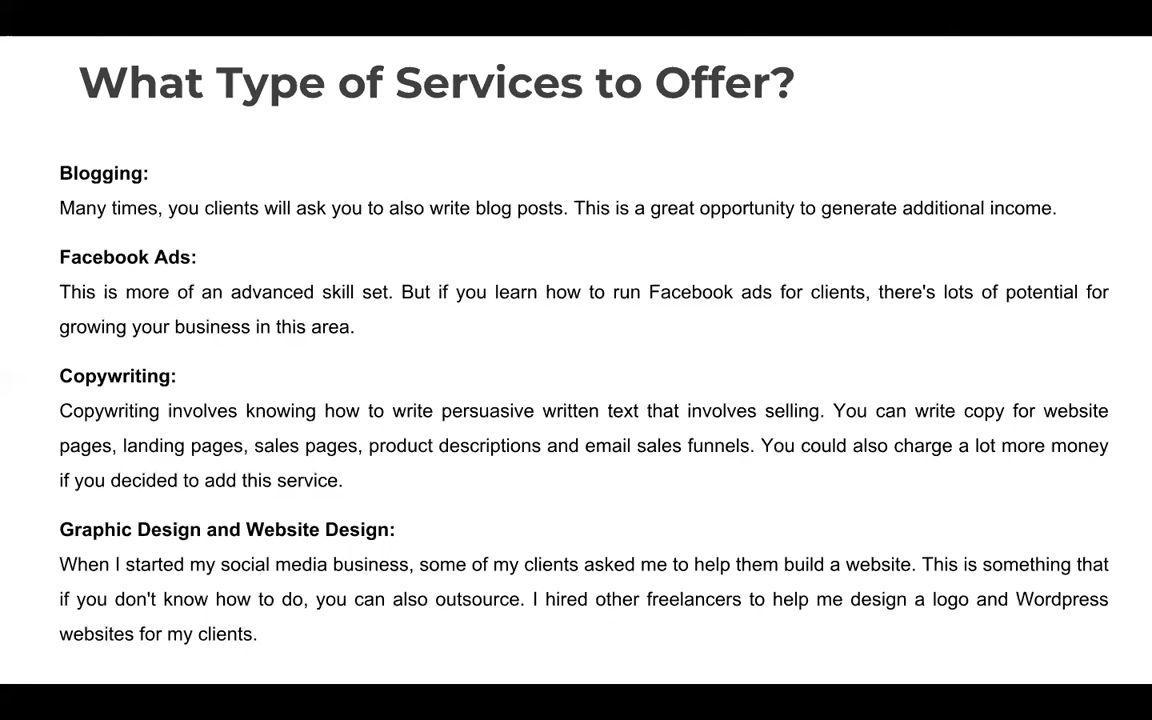 What Type of Services to Offer?
Blogging:
Many times, you clients will ask you to also write blog posts. This is a great opportunity to generate additional income.
Facebook Ads:
This is more of an advanced skill set. But if you learn how to run Facebook ads for clients, there's lots of potential for
growing your business in this area.
Copywriting:
Copywriting involves knowing how to write persuasive written text that involves selling. You can write copy for website
pages, landing pages, sales pages, product descriptions and email sales funnels. You could also charge a lot more money
if you decided to add this service.
Graphic Design and Website Design:
When I started my social media business, some of my clients asked me to help them build a website. This is something that
if you don't know how to do, you can also outsource. I hired other freelancers to help me design a logo and Wordpress
websites for my clients.